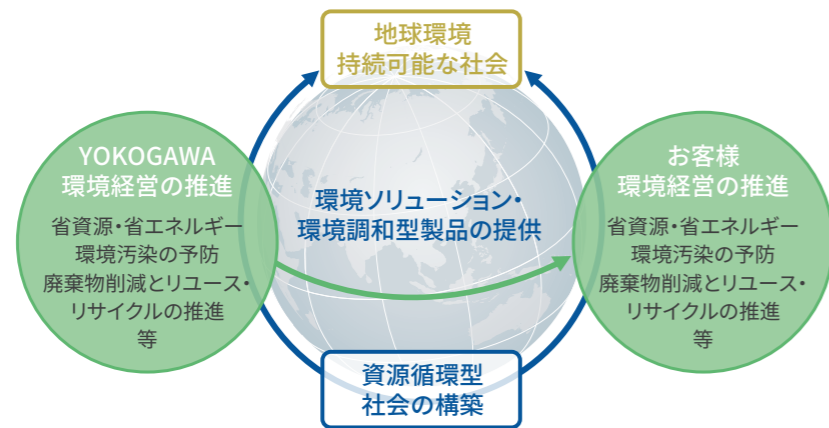 地球環境
持続可能な社会
YOKOGAWA
環境経営の推進
省資源・省エネルギー
環境汚染の予防
廃棄物削減とリユース・
リサイクルの推進
等
環境ソリューション・
環境調和型製品の提供
お客様
環境経営の推進
省資源・省エネルギー
環境汚染の予防
廃棄物削減とリユース・
リサイクルの推進
等
資源循環型
社会の構築